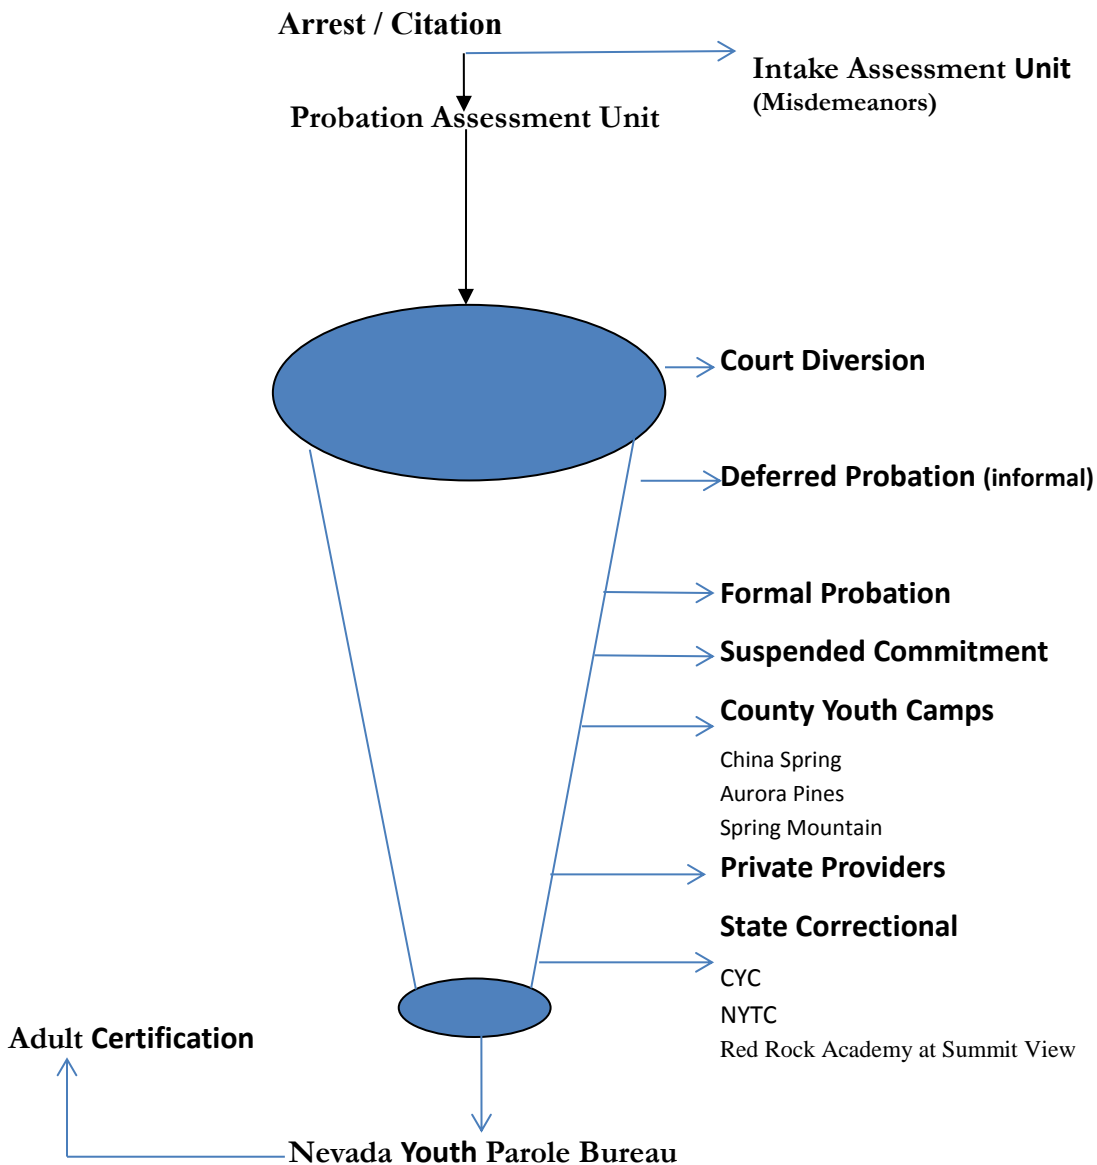 Arrest / Citation
Intake Assessment Unit
(Misdemeanors)
Probation Assessment Unit
Court Diversion
Deferred Probation (informal)
Formal Probation
Suspended Commitment
County Youth Camps
China Spring
Aurora Pines
Spring Mountain
Private Providers
State Correctional
CYC
NYTC
Red Rock Academy at Summit View
Adult Certification
Nevada Youth Parole Bureau